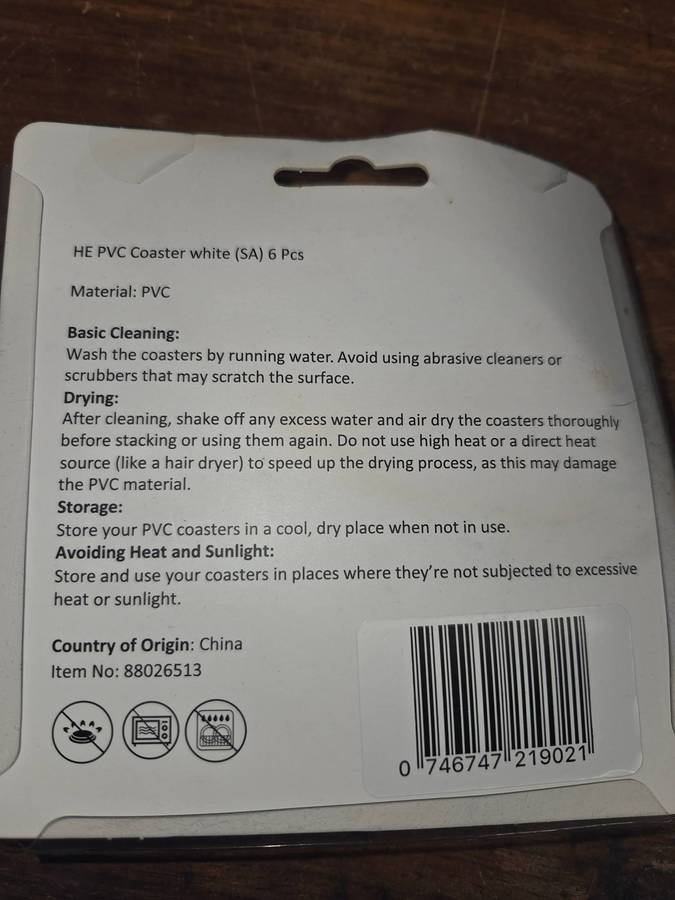 HE PVC Coaster white (SA) 6 Pcs
Material: PVC
Basic Cleaning:
Wash the coasters by running water. Avoid using abrasive cleaners or
scrubbers that may scratch the surface.
Drying:
After cleaning, shake off any excess water and air dry the coasters thoroughly
before stacking or using them again. Do not use high heat or a direct heat
source (like a hair dryer) to speed up the drying process, as this may damage
the PVC material.
Storage:
Store your PVC coasters in a cool, dry place when not in use.
Avoiding Heat and Sunlight:
Store and use your coasters in places where they're not subjected to excessive
heat or sunlight.
Country of Origin: China
Item No: 88026513
0 746747 219021